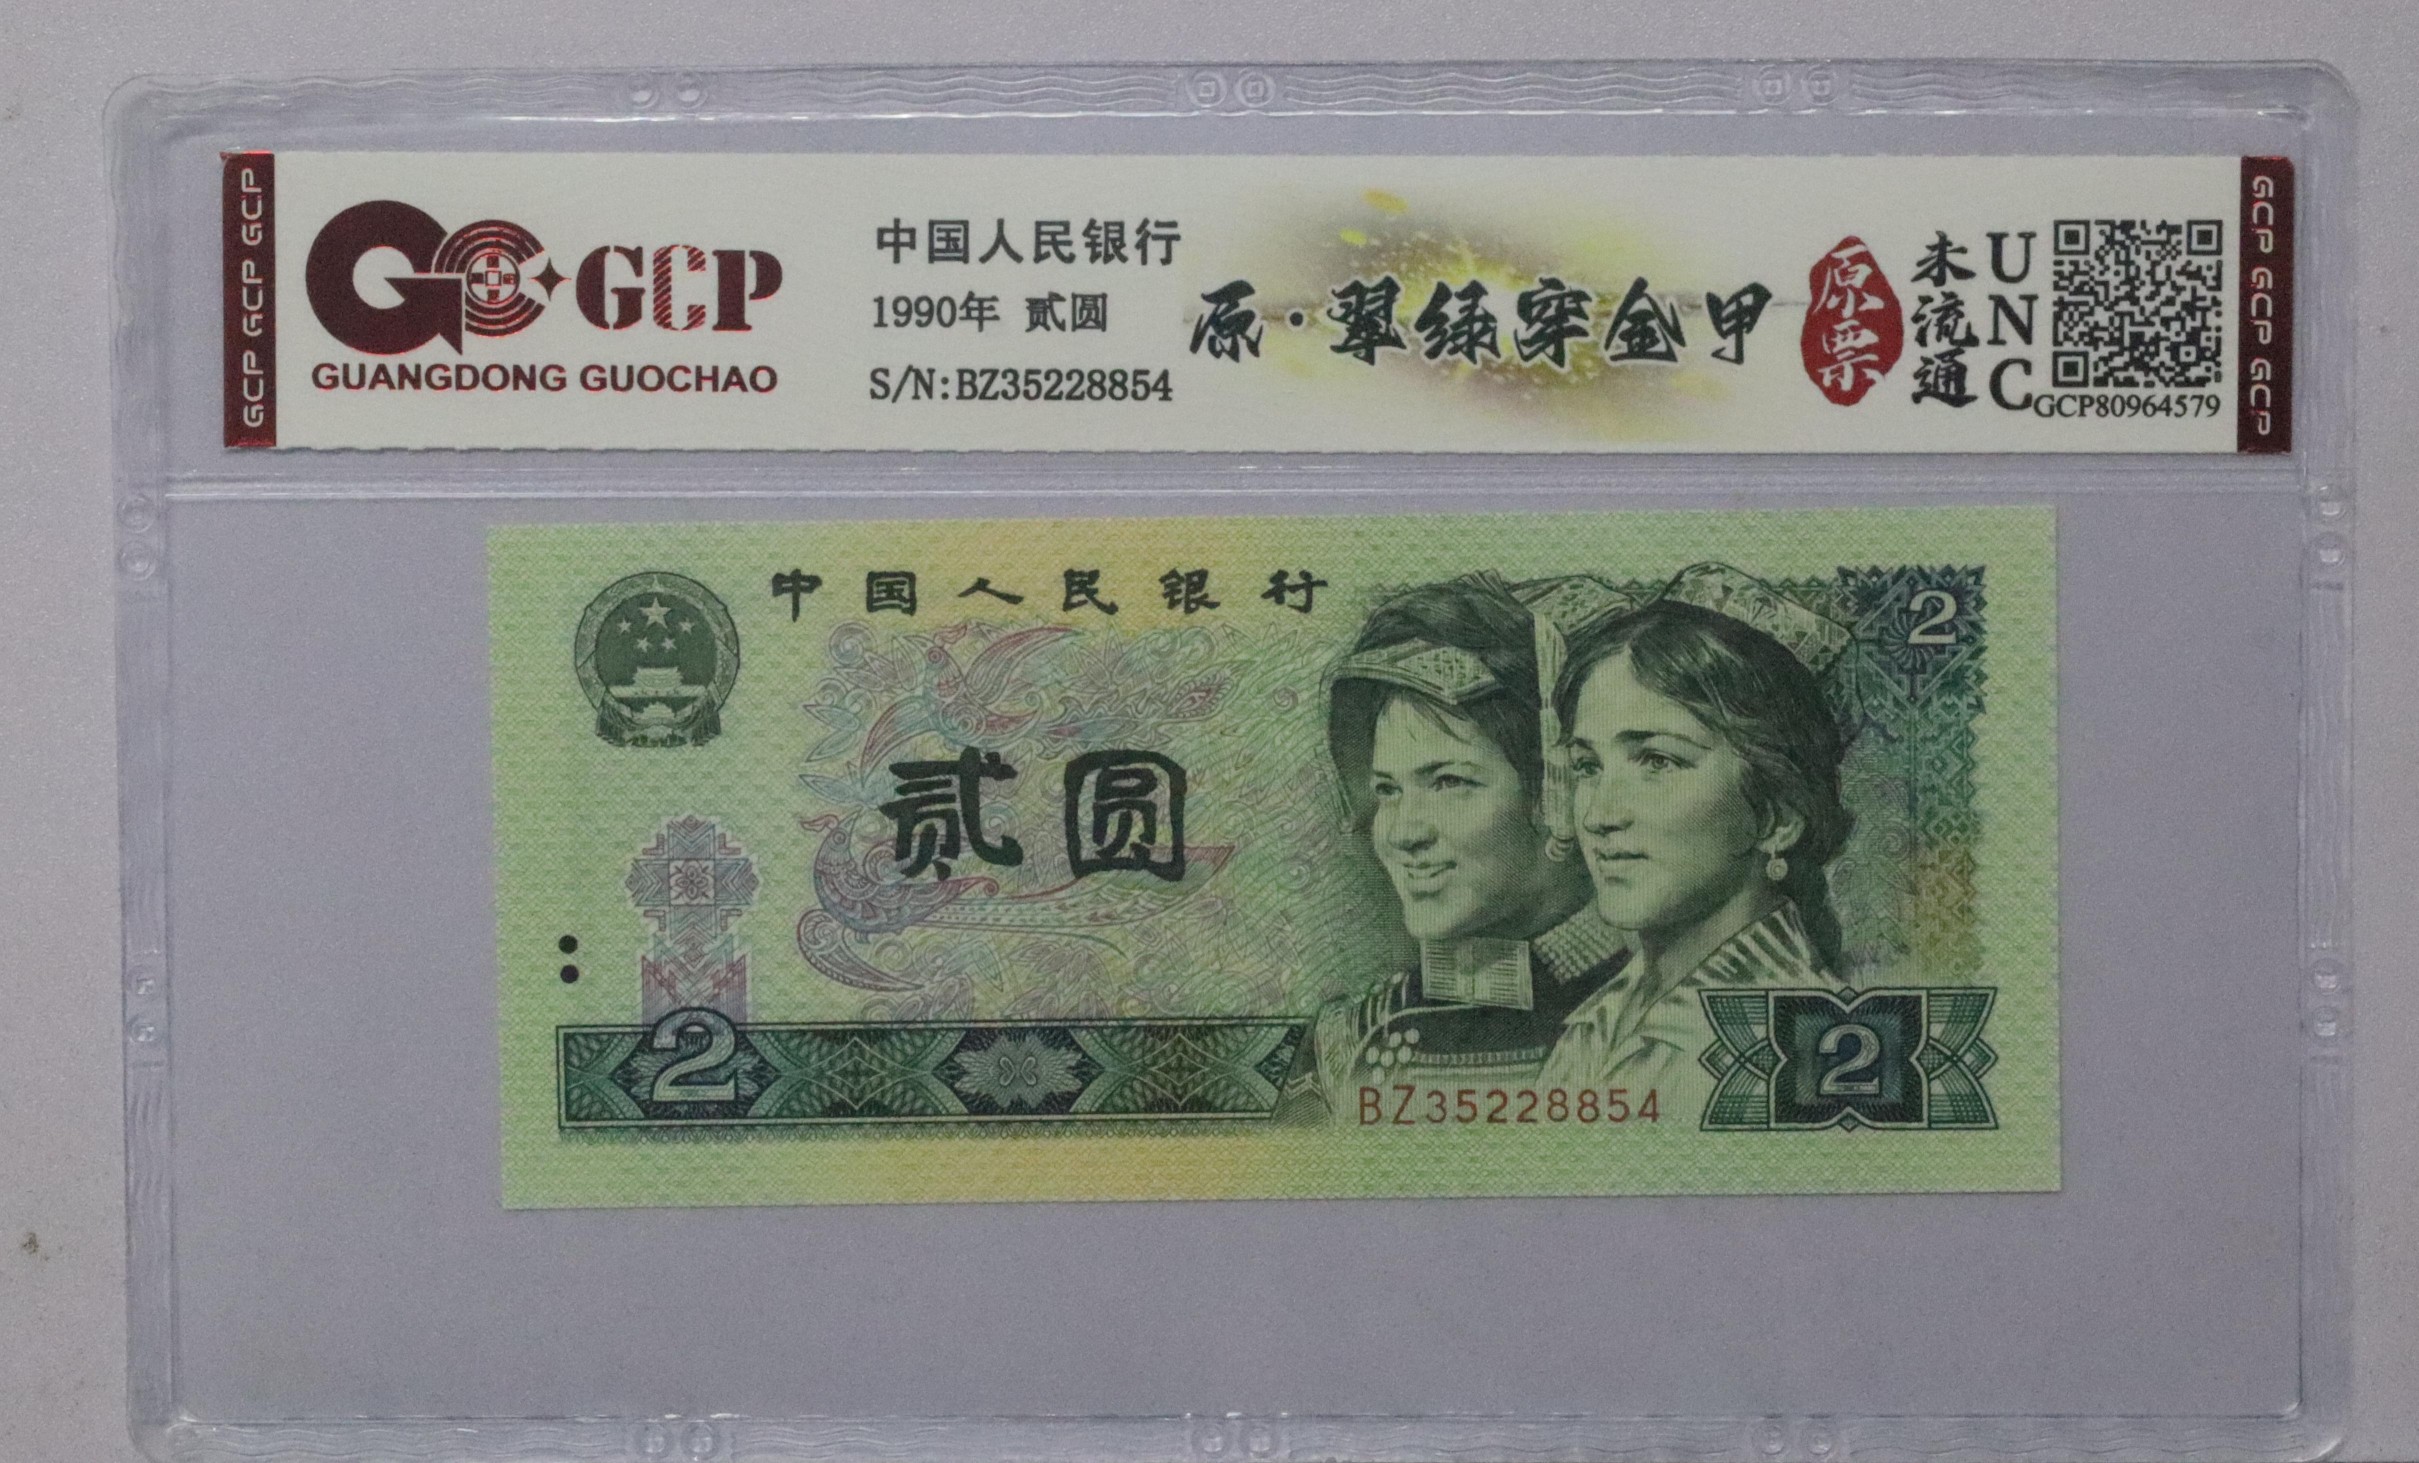 GCP GCP GCP
GCP
GUANGDONG GUOCHAO
中国人民银行
1990年 贰圆
S/N:BZ35228854
原·翠绿穿金甲
原票
未流通
UNC
GCP80964579
GCP GCP GCP
中国人民银行
2
贰圆
2
BZ35228854
2